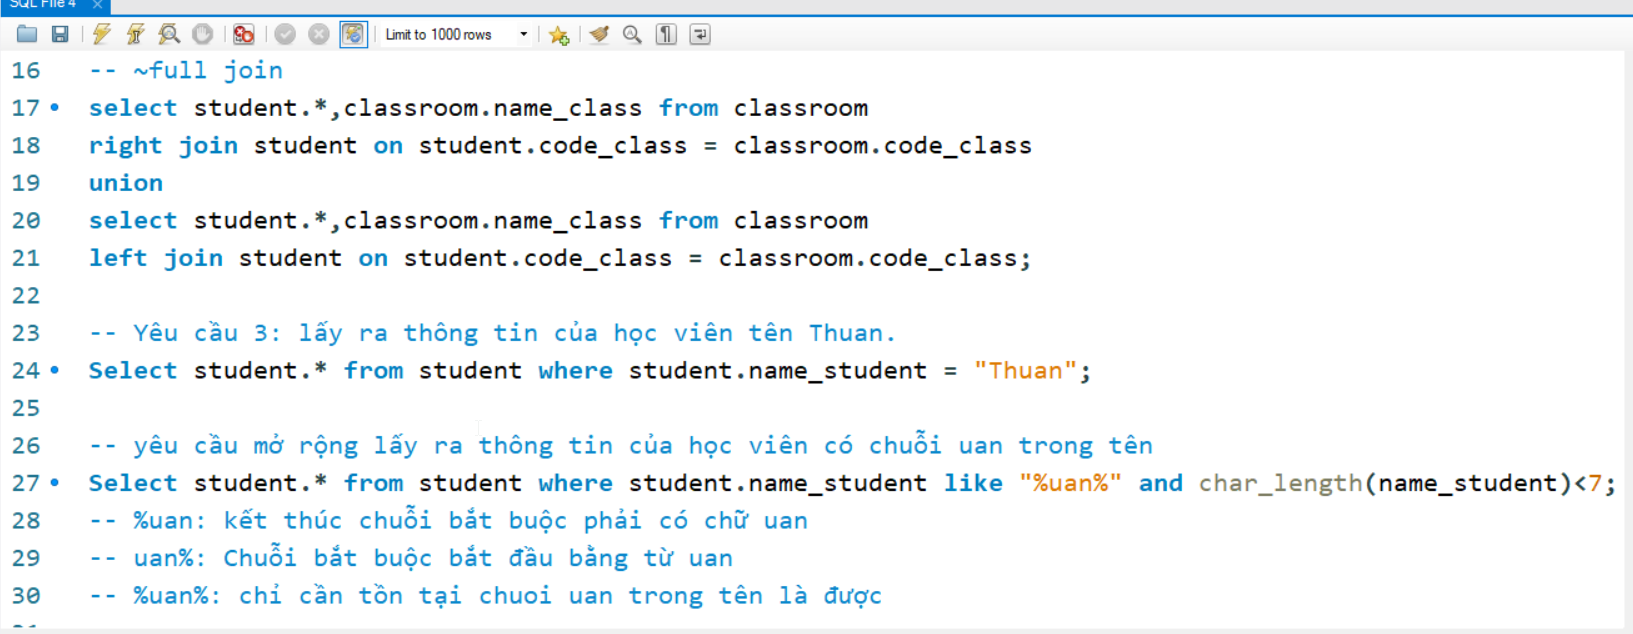 SQL File 4 ×
Limit to 1000 rows
16 -- ~full join
17 select student.*,classroom.name_class from classroom
18 right join student on student.code_class = classroom.code_class
19 union
20 select student.*,classroom.name_class from classroom
21 left join student on student.code_class = classroom.code_class;
22
23 -- Yêu cầu 3: lấy ra thông tin của học viên tên Thuan.
24 Select student.* from student where student.name_student = "Thuan";
25
26 -- yêu cầu mở rộng lấy ra thông tin của học viên có chuỗi uan trong tên
27 Select student.* from student where student.name_student like "%uan%" and char_length(name_student)<7;
28 -- %uan: kết thúc chuỗi bắt buộc phải có chữ uan
29 -- uan%: Chuỗi bắt buộc bắt đầu bằng từ uan
30 -- %uan%: chỉ cần tồn tại chuoi uan trong tên là được